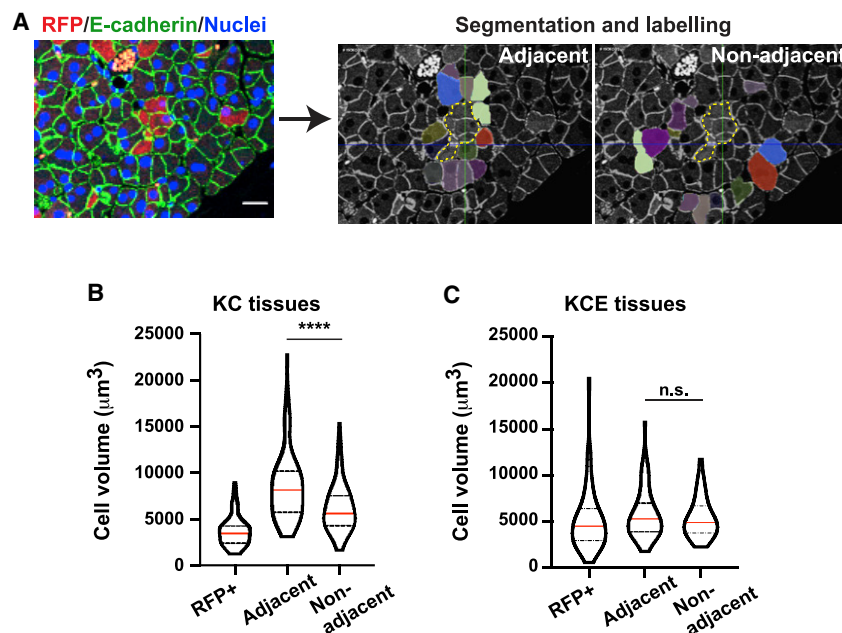 A
RFP/E-cadherin/Nuclei
Segmentation and labelling
Adjacent
Non-adjacent
B
KC tissues
Cell volume (μm³)
25000
20000
15000
10000
5000
0
****
RFP+
Adjacent
Non-
adjacent
C
KCE tissues
Cell volume (μm³)
25000
20000
15000
10000
5000
0
n.s.
RFP+
Adjacent
Non-
adjacent